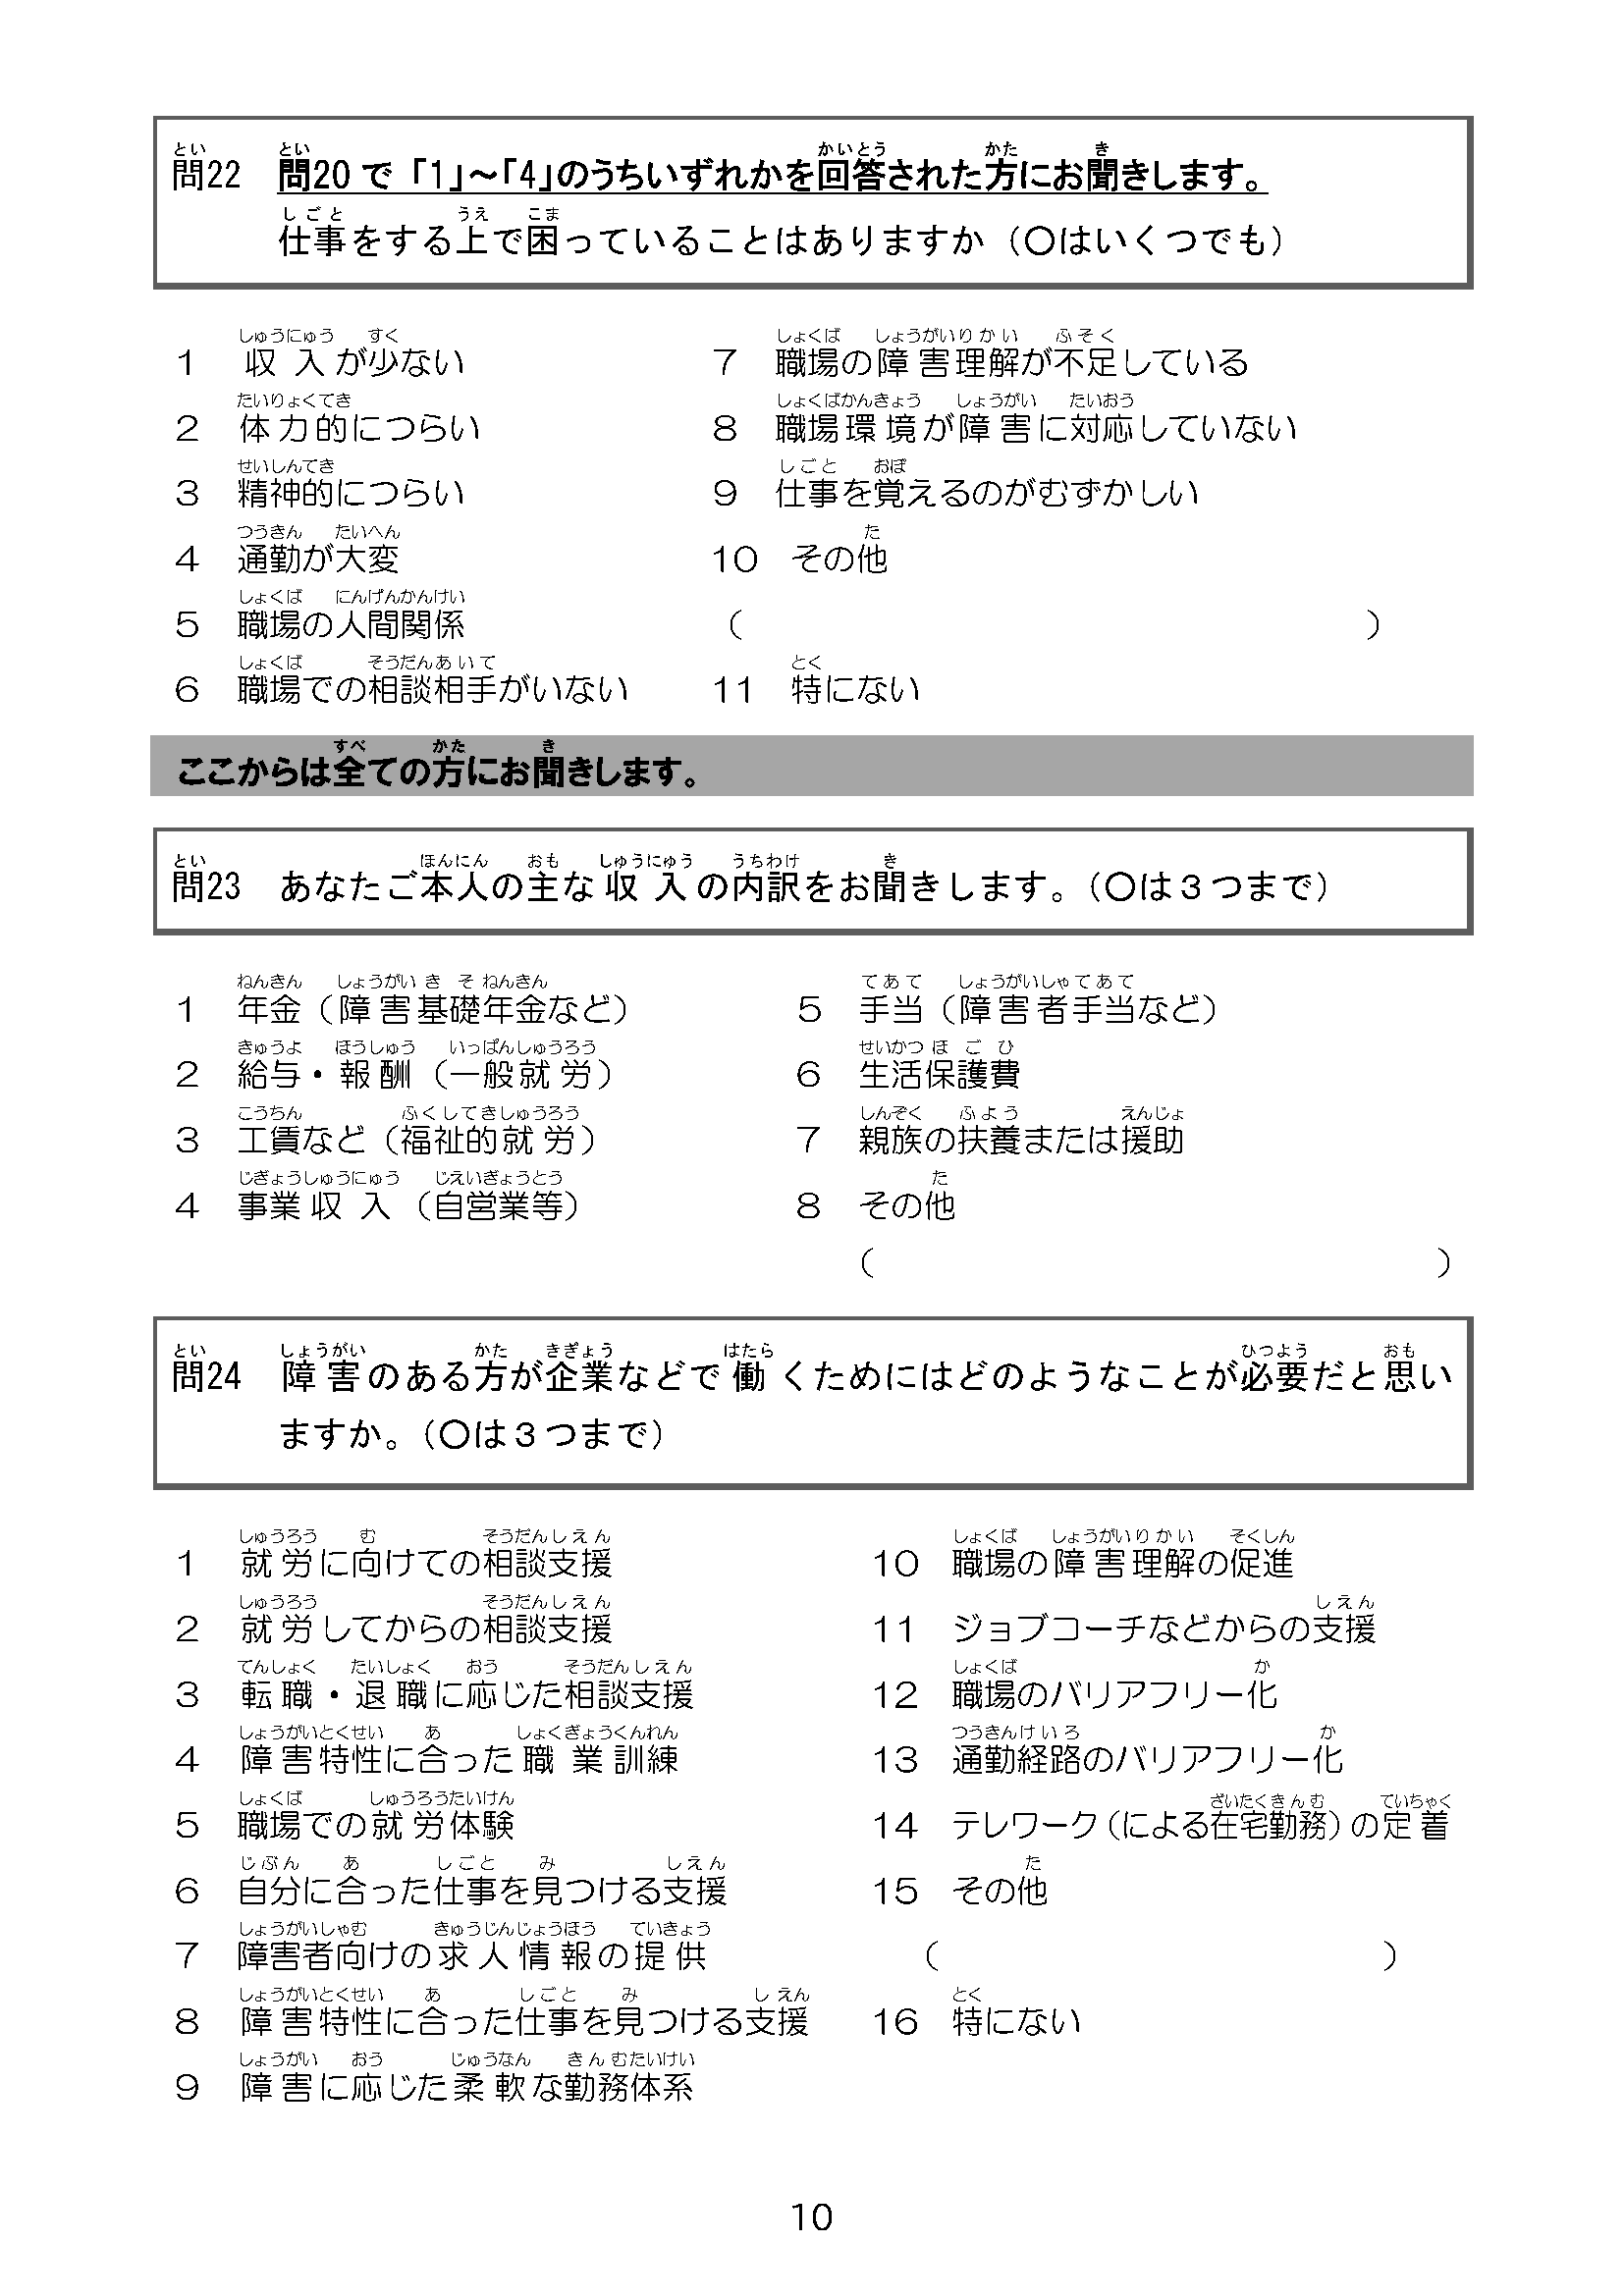 問22　問20で「1」～「4」のうちいずれかを回答された方にお聞きします。
仕事をする上で困っていることはありますか（〇はいくつでも）
1　収入が少ない
2　体力的につらい
3　精神的につらい
4　通勤が大変
5　職場の人間関係
6　職場での相談相手がいない
7　職場の障害理解が不足している
8　職場環境が障害に対応していない
9　仕事を覚えるのがむずかしい
10　その他
（　　　　　　　　　　　　　　　　　　　）
11　特にない
ここからは全ての方にお聞きします。
問23　あなたご本人の主な収入の内訳をお聞きします。（〇は３つまで）
1　年金（障害基礎年金など）
2　給与・報酬（一般就労）
3　工賃など（福祉的就労）
4　事業収入（自営業等）
5　手当（障害者手当など）
6　生活保護費
7　親族の扶養または援助
8　その他
（　　　　　　　　　　　　　　　　　）
問24　障害のある方が企業などで働くためにはどのようなことが必要だと思い
ますか。（〇は３つまで）
1　就労に向けての相談支援
2　就労してからの相談支援
3　転職・退職に応じた相談支援
4　障害特性に合った職業訓練
5　職場での就労体験
6　自分に合った仕事を見つける支援
7　障害者向けの求人情報の提供
8　障害特性に合った仕事を見つける支援
9　障害に応じた柔軟な勤務体系
10　職場の障害理解の促進
11　ジョブコーチなどからの支援
12　職場のバリアフリー化
13　通勤経路のバリアフリー化
14　テレワーク（による在宅勤務）の定着
15　その他
（　　　　　　　　　　　　　　）
16　特にない
10